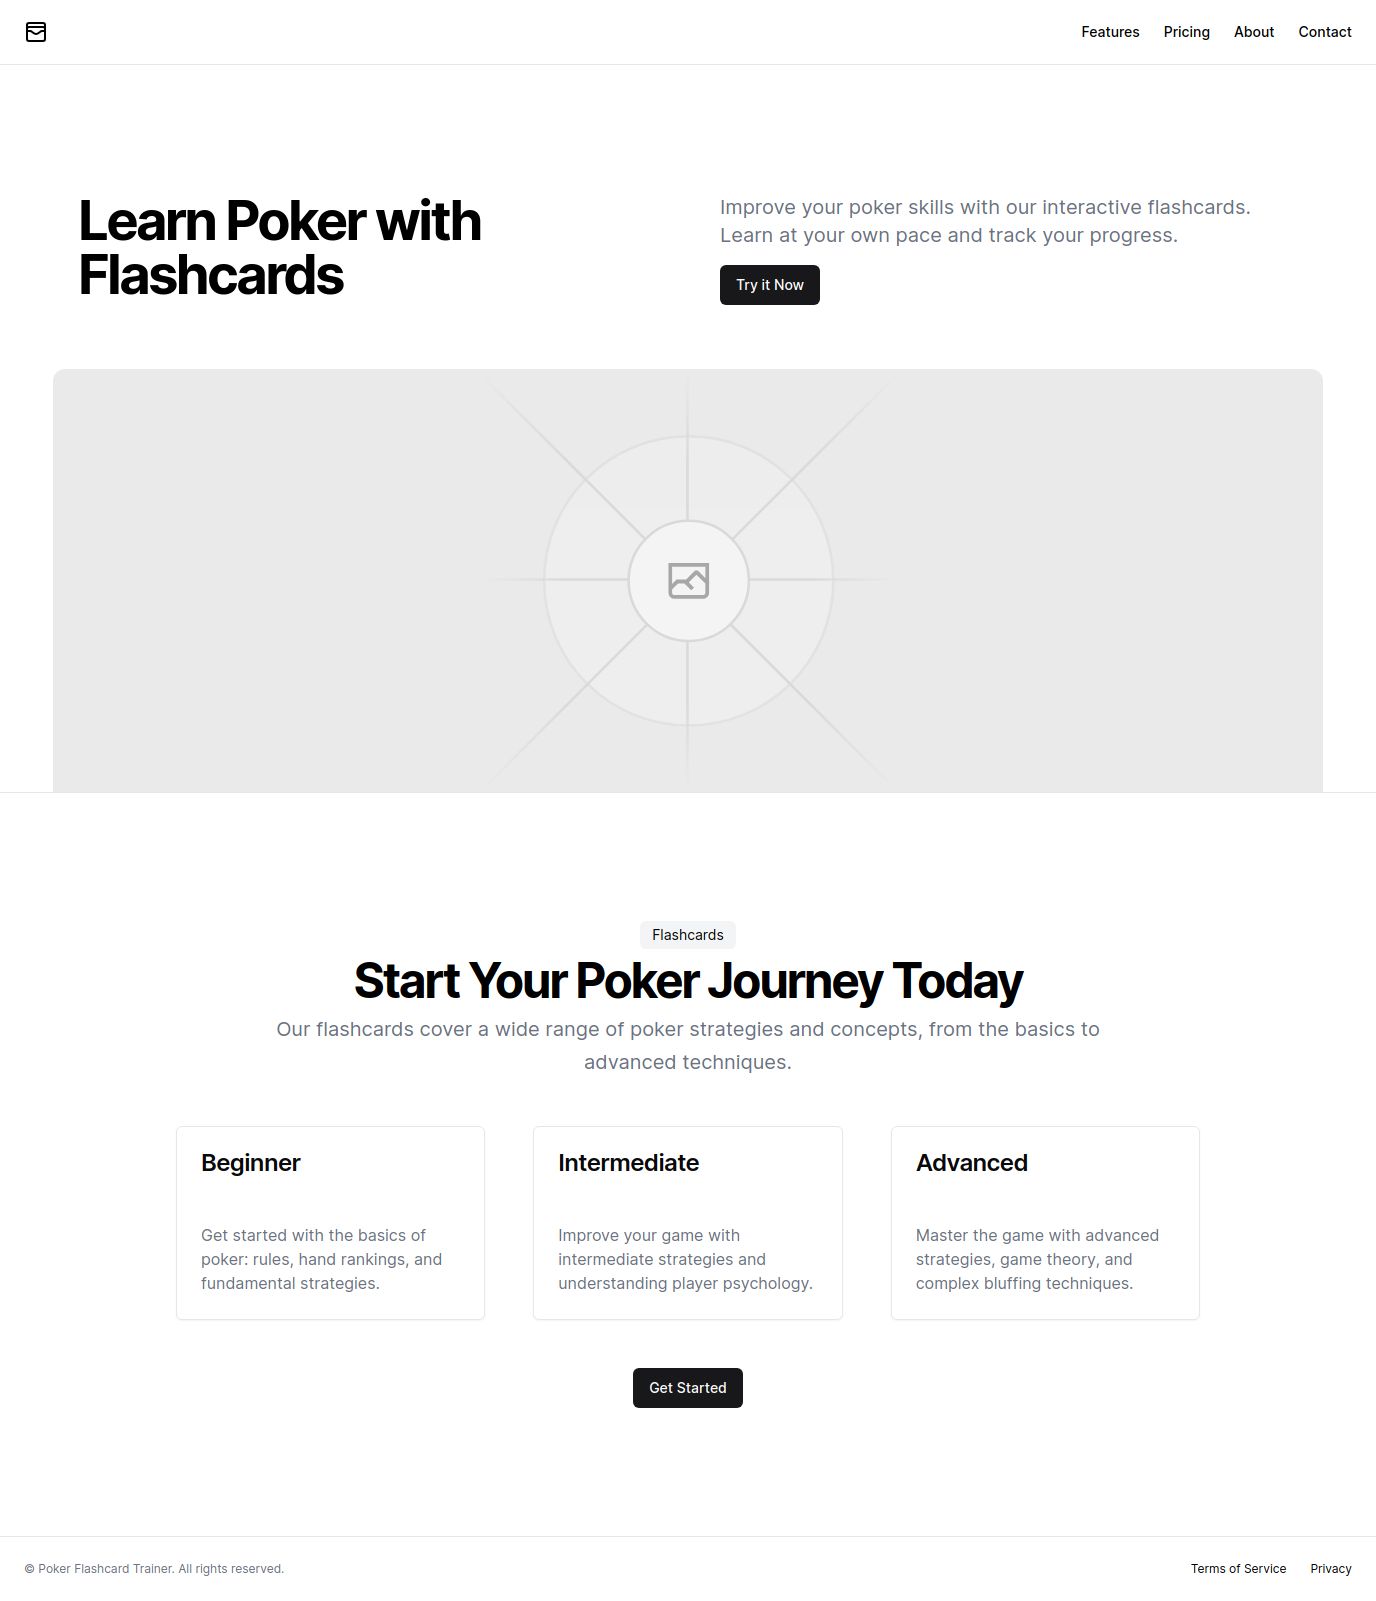 Features Pricing About Contact
Learn Poker with
Flashcards
Improve your poker skills with our interactive flashcards.
Learn at your own pace and track your progress.
Try it Now
Flashcards
Start Your Poker Journey Today
Our flashcards cover a wide range of poker strategies and concepts, from the basics to
advanced techniques.
Beginner
Get started with the basics of
poker: rules, hand rankings, and
fundamental strategies.
Intermediate
Improve your game with
intermediate strategies and
understanding player psychology.
Advanced
Master the game with advanced
strategies, game theory, and
complex bluffing techniques.
Get Started
© Poker Flashcard Trainer. All rights reserved.
Terms of Service Privacy